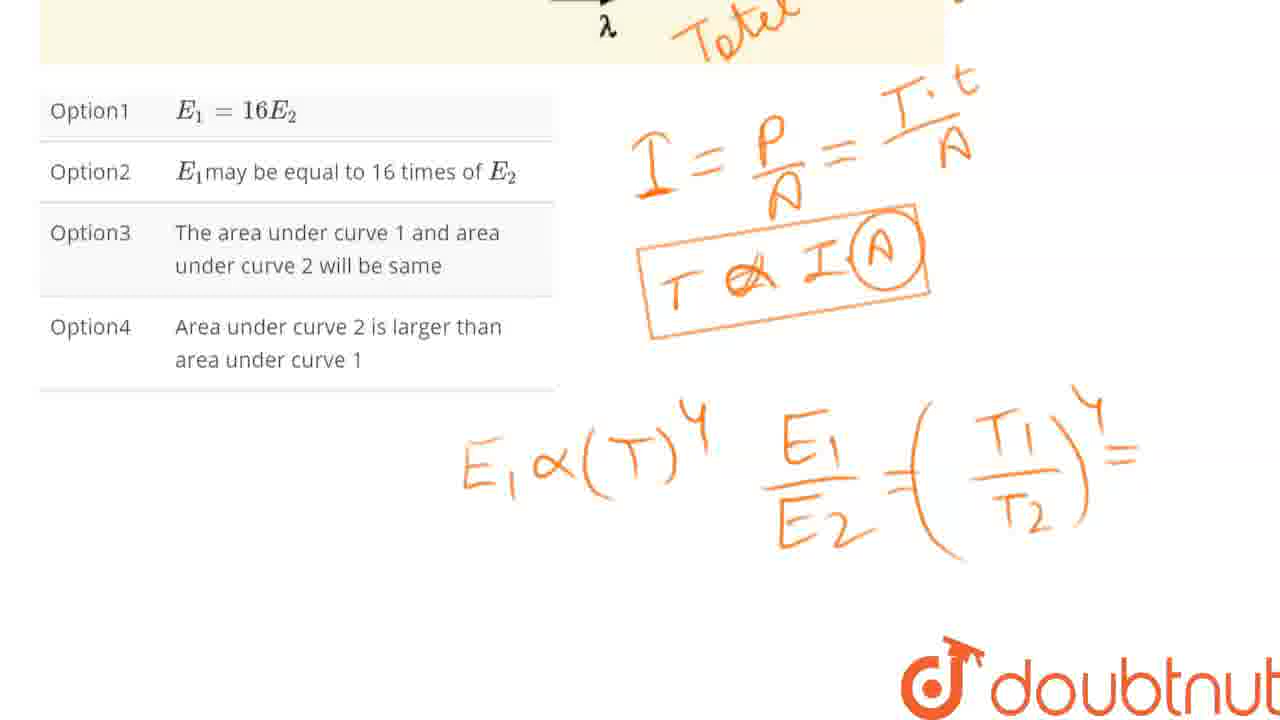 λ
Total
Option1 E₁ = 16E₂
Option2 E₁may be equal to 16 times of E₂
Option3 The area under curve 1 and area
under curve 2 will be same
Option4 Area under curve 2 is larger than
area under curve 1
I = P/A = T·t/A
T ∝ I A
E₁ ∝ (T)⁴ E₁/E₂ = (T₁/T₂)⁴ =
doubtnut